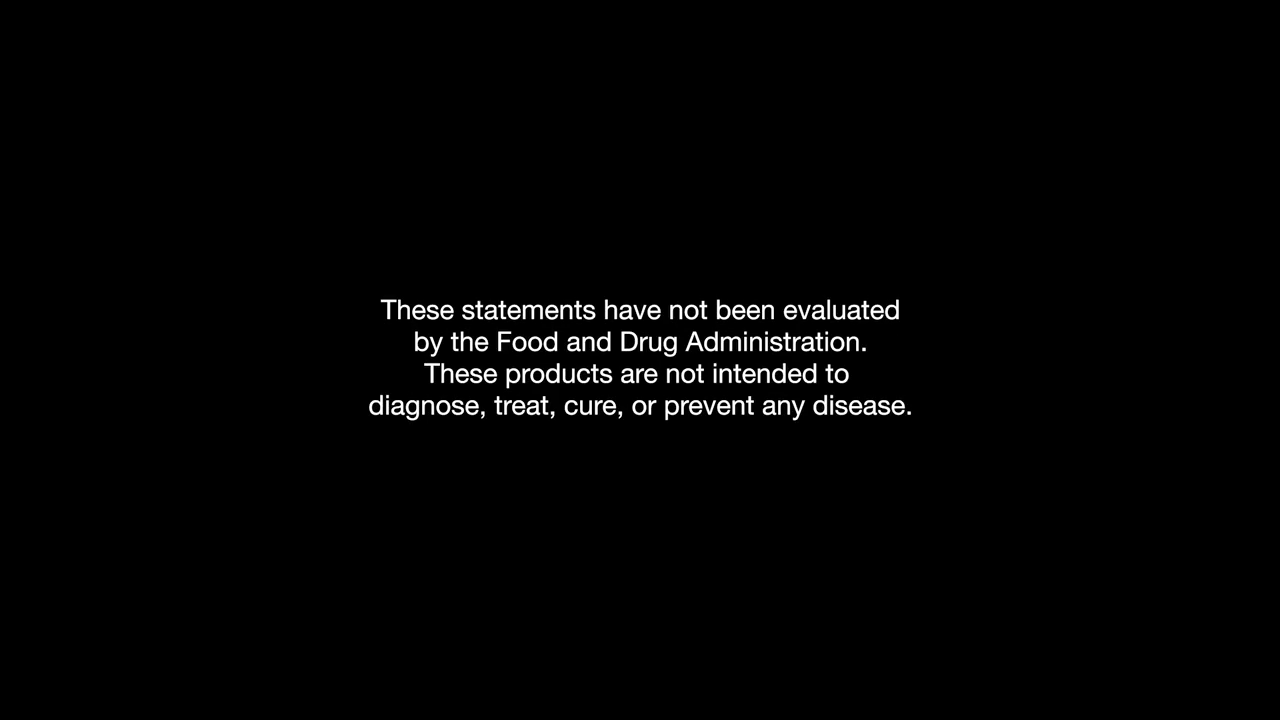 These statements have not been evaluated
by the Food and Drug Administration.
These products are not intended to
diagnose, treat, cure, or prevent any disease.